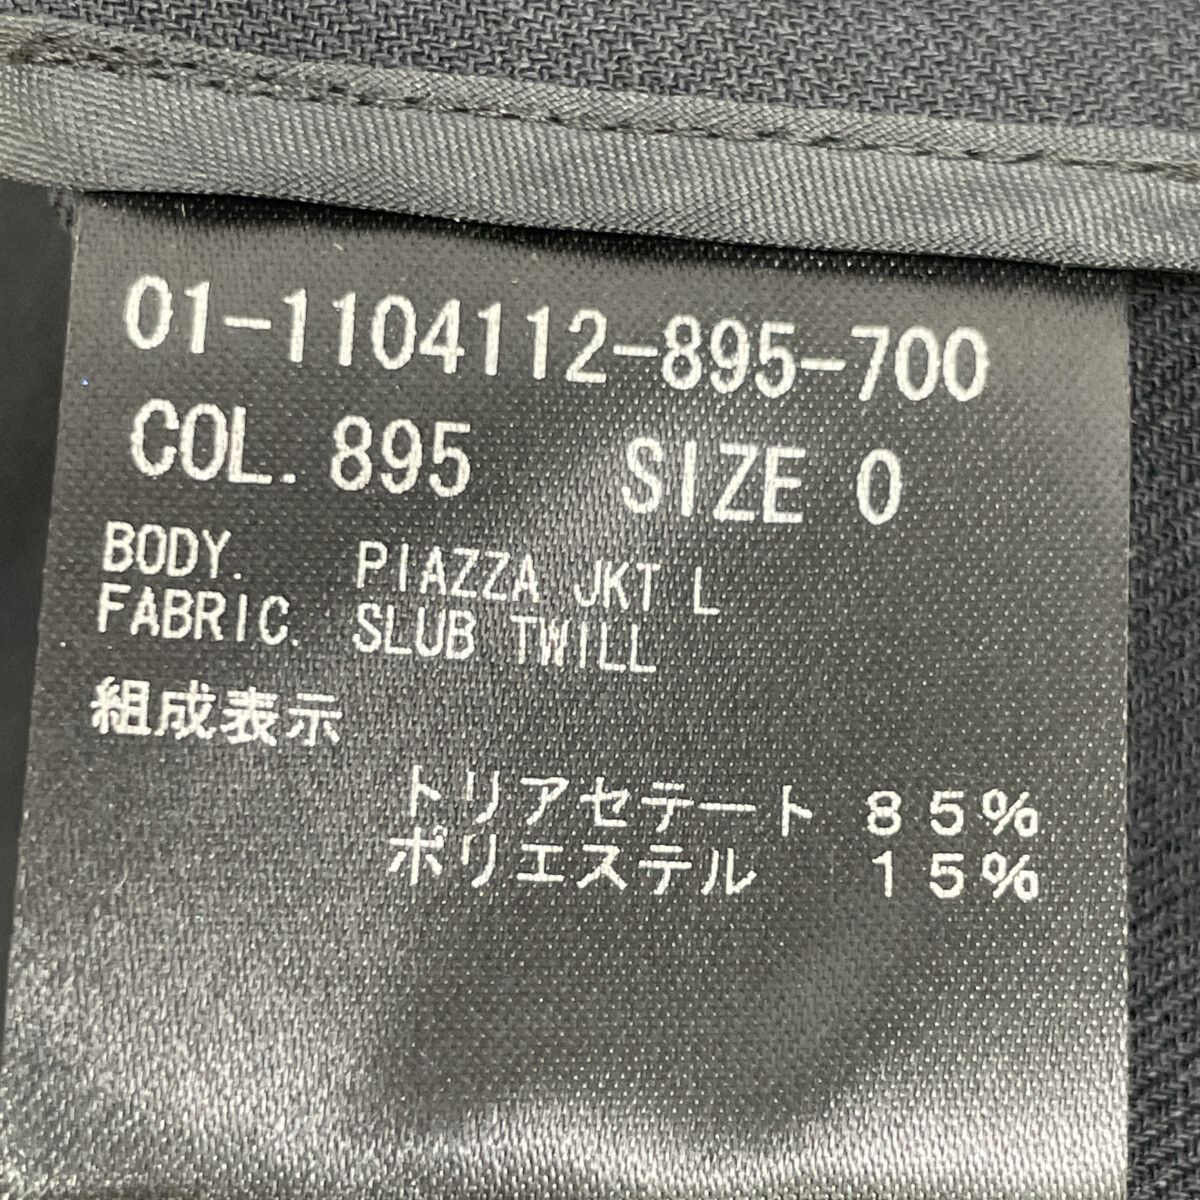 01-1104112-895-700
COL. 895 SIZE 0
BODY. PIAZZA JKT L
FABRIC. SLUB TWILL
組成表示
トリアセテート 85%
ポリエステル 15%